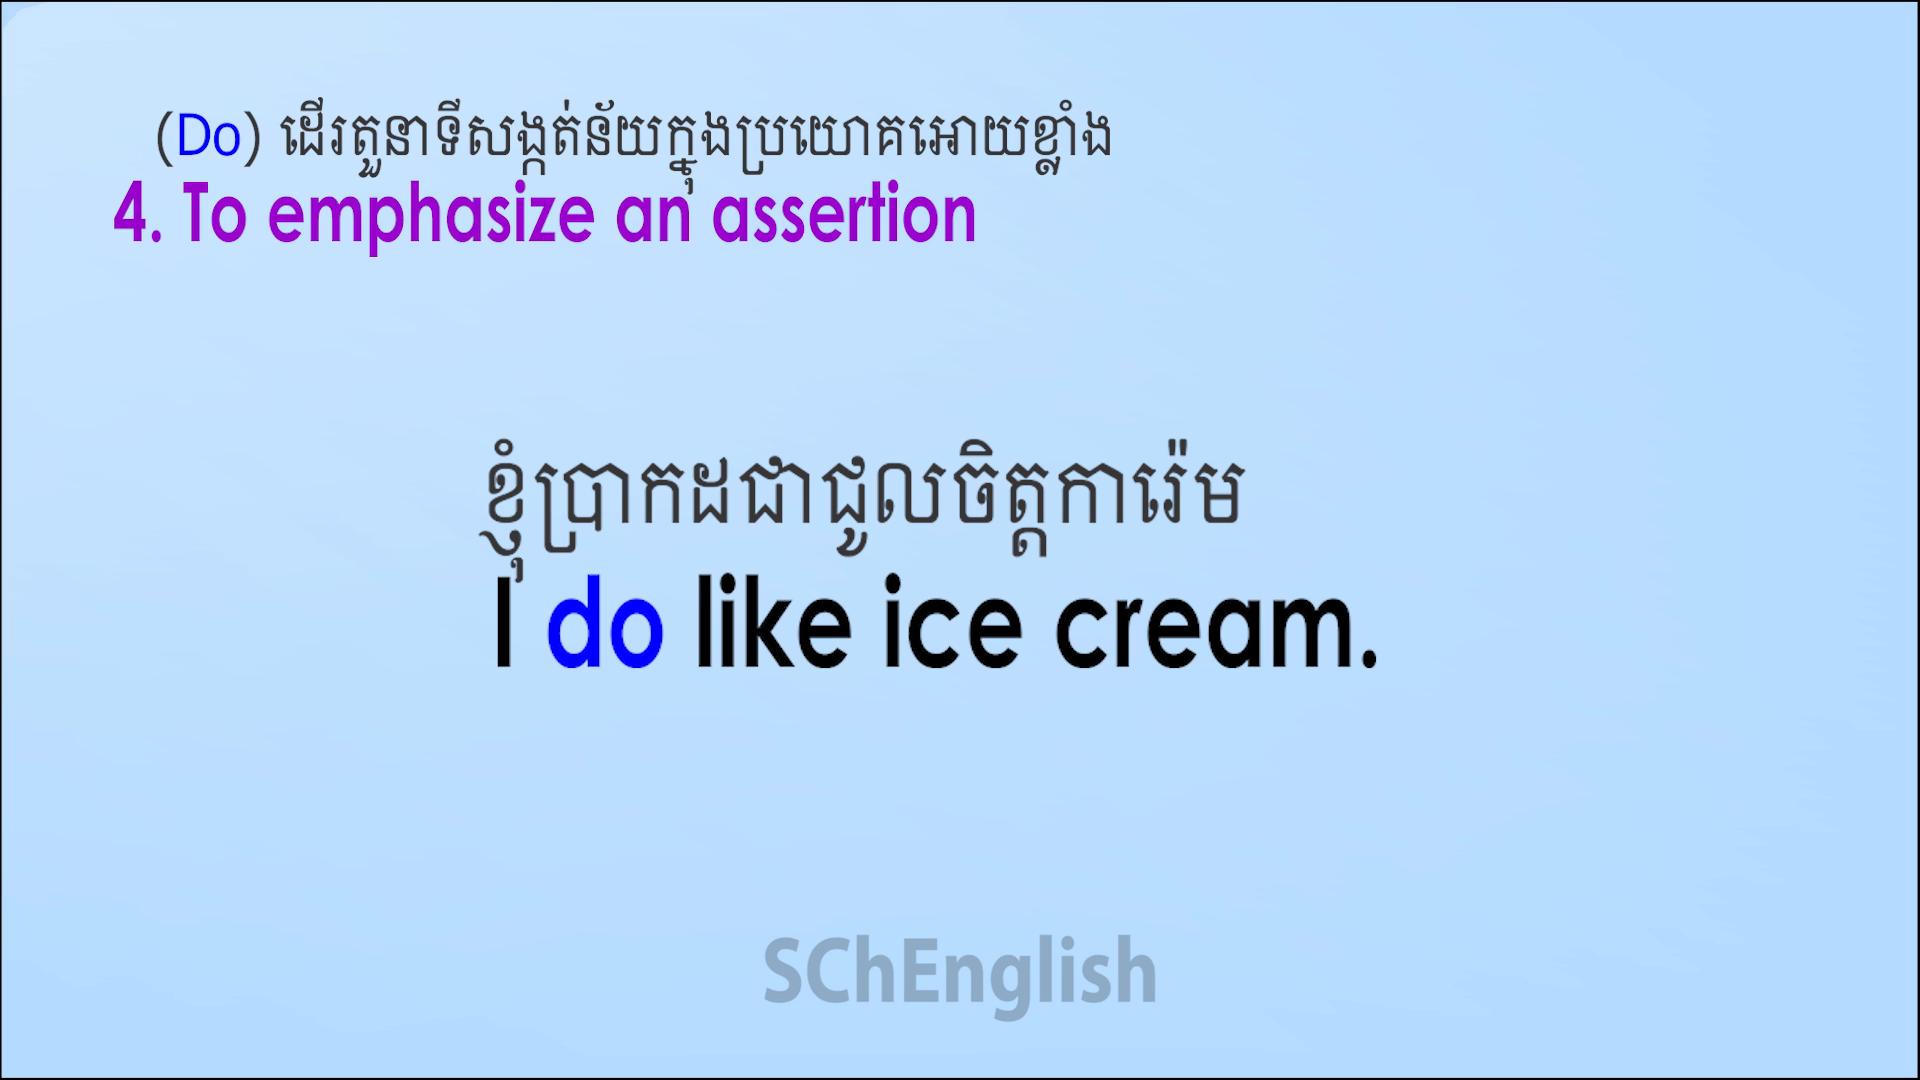 (Do) ដើរតួនាទីសង្កត់ន័យក្នុងប្រយោគអោយខ្លាំង
4. To emphasize an assertion
ខ្ញុំប្រាកដជាជូលចិត្តការ៉េម
I do like ice cream.
SChEnglish